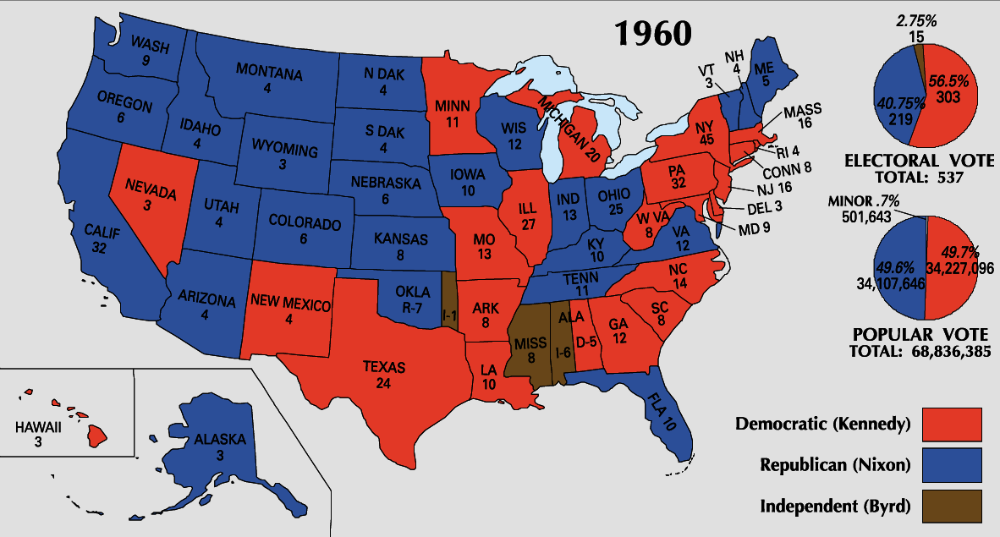 1960
WASH
9
OREGON
6
CALIF
32
NEVADA
3
IDAHO
4
MONTANA
4
WYOMING
3
UTAH
4
COLORADO
6
ARIZONA
4
NEW MEXICO
4
N DAK
4
S DAK
4
NEBRASKA
6
KANSAS
8
OKLA
R-7
I-1
TEXAS
24
MINN
11
IOWA
10
MO
13
ARK
8
LA
10
WIS
12
ILL
27
MICHIGAN 20
IND
13
OHIO
25
KY
10
TENN
11
MISS
8
ALA
I-6
D-5
GA
12
FLA 10
SC
8
NC
14
VA
12
W VA
8
PA
32
NY
45
VT
3
NH
4
ME
5
MASS
16
RI 4
CONN 8
NJ 16
DEL 3
MD 9
HAWAII
3
ALASKA
3
2.75%
15
56.5%
303
40.75%
219
ELECTORAL VOTE
TOTAL: 537
MINOR .7%
501,643
49.7%
34,227,096
49.6%
34,107,646
POPULAR VOTE
TOTAL: 68,836,385
Democratic (Kennedy)
Republican (Nixon)
Independent (Byrd)